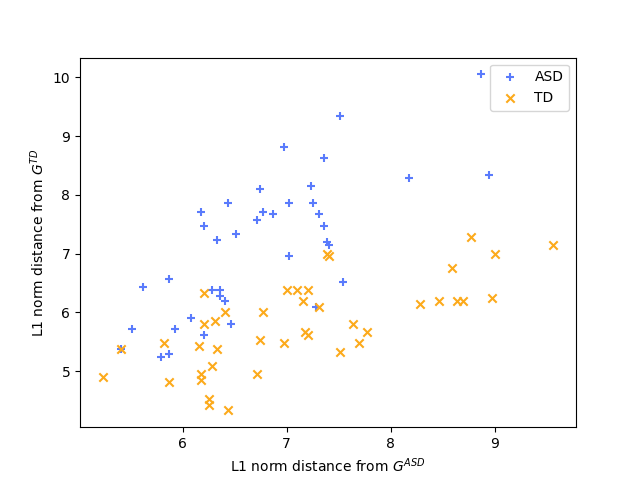 10
9
8
7
6
5
6
7
8
9
L1 norm distance from G^{TD}
L1 norm distance from G^{ASD}
ASD
TD